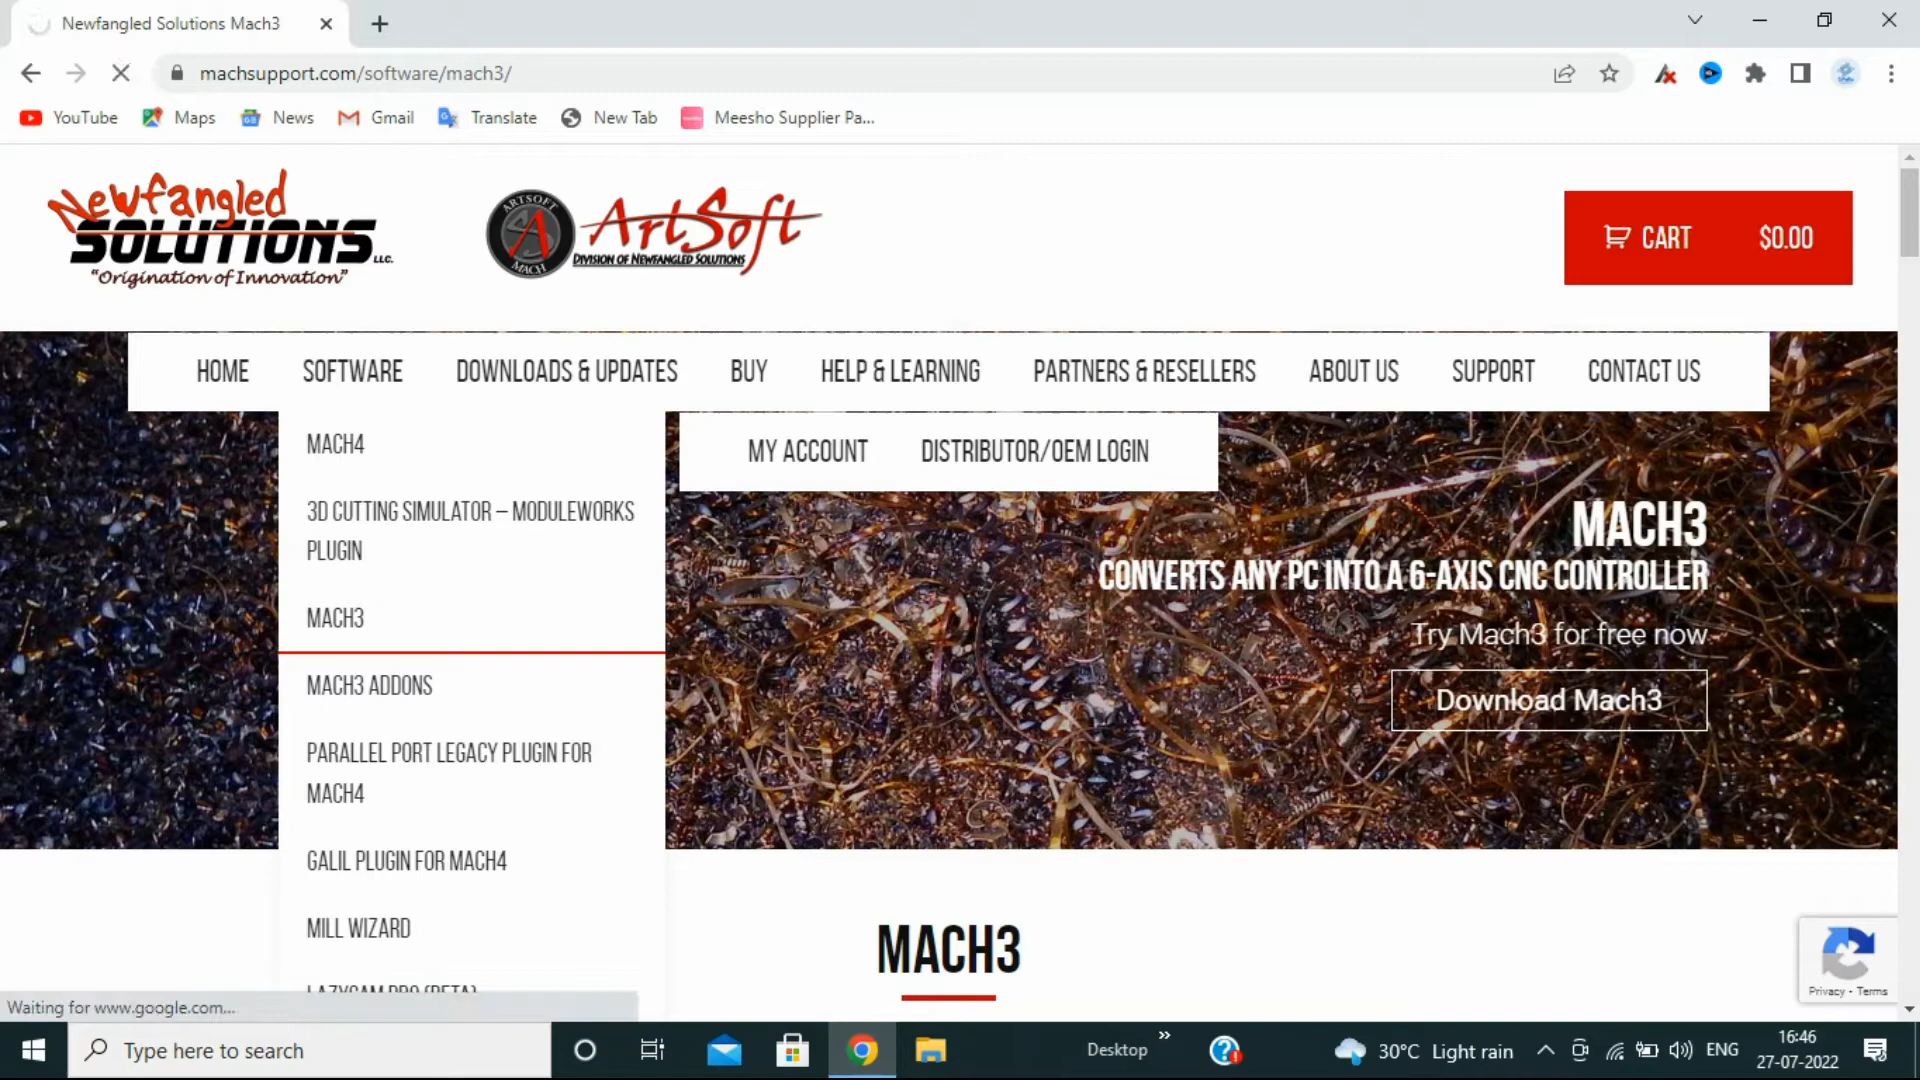 Newfangled Solutions Mach3
machsupport.com/software/mach3/
YouTube Maps News Gmail Translate New Tab Meesho Supplier Pa...
Newfangled
SOLUTIONS LLC.
"Origination of Innovation"
ARTSOFT
MACH
ArtSoft
DIVISION OF NEWFANGLED SOLUTIONS
CART $0.00
HOME SOFTWARE DOWNLOADS & UPDATES BUY HELP & LEARNING PARTNERS & RESELLERS ABOUT US SUPPORT CONTACT US
MY ACCOUNT DISTRIBUTOR/OEM LOGIN
MACH4
3D CUTTING SIMULATOR – MODULEWORKS
PLUGIN
MACH3
MACH3 ADDONS
PARALLEL PORT LEGACY PLUGIN FOR
MACH4
GALIL PLUGIN FOR MACH4
MILL WIZARD
LAZYCAM PRO (BETA)
MACH3
CONVERTS ANY PC INTO A 6-AXIS CNC CONTROLLER
Try Mach3 for free now
Download Mach3
MACH3
Privacy - Terms
Waiting for www.google.com...
Type here to search
Desktop
30°C Light rain
ENG
16:46
27-07-2022